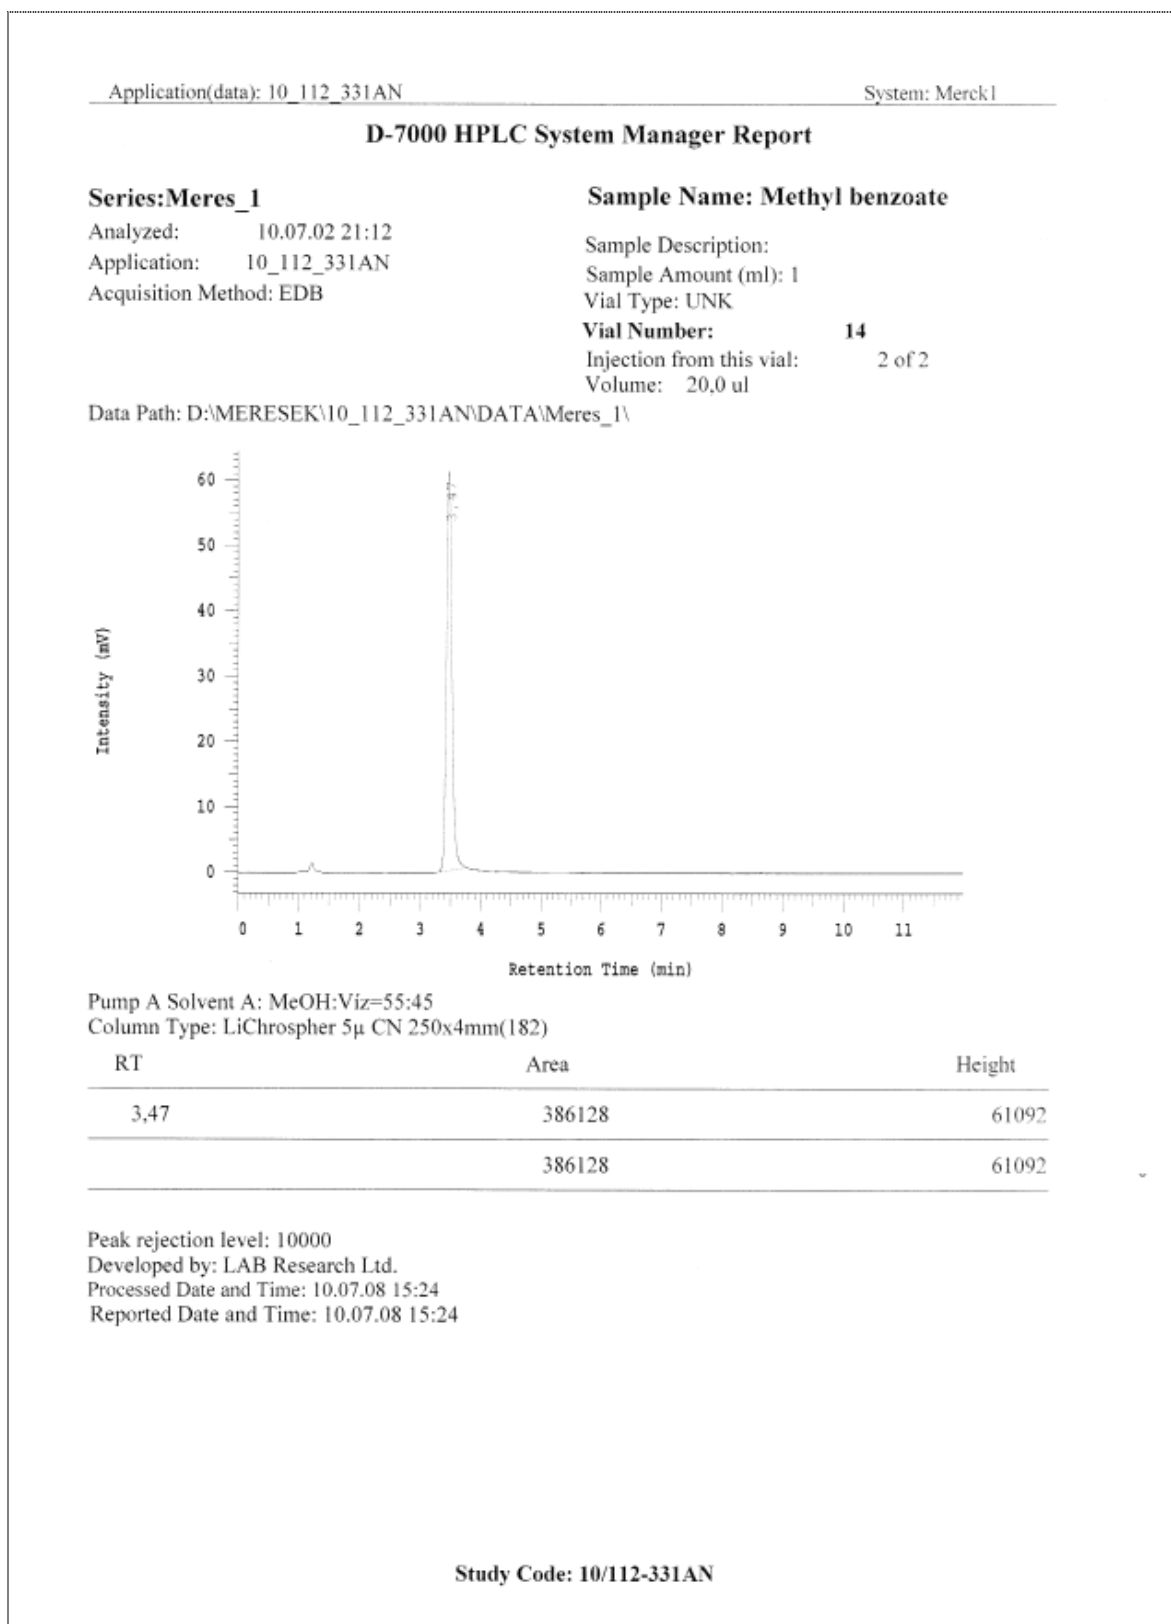 Application(data): 10_112_331AN System: Merck1
D-7000 HPLC System Manager Report
Series:Meres_1
Analyzed: 10.07.02 21:12
Application: 10_112_331AN
Acquisition Method: EDB
Sample Name: Methyl benzoate
Sample Description:
Sample Amount (ml): 1
Vial Type: UNK
Vial Number: 14
Injection from this vial: 2 of 2
Volume: 20,0 ul
Data Path: D:\MERESEK\10_112_331AN\DATA\Meres_1\
Intensity (mV)
60
50
40
30
20
10
0
3,47
0 1 2 3 4 5 6 7 8 9 10 11
Retention Time (min)
Pump A Solvent A: MeOH:Viz=55:45
Column Type: LiChrospher 5µ CN 250x4mm(182)
RT Area Height
3,47 386128 61092
386128 61092
Peak rejection level: 10000
Developed by: LAB Research Ltd.
Processed Date and Time: 10.07.08 15:24
Reported Date and Time: 10.07.08 15:24
Study Code: 10/112-331AN